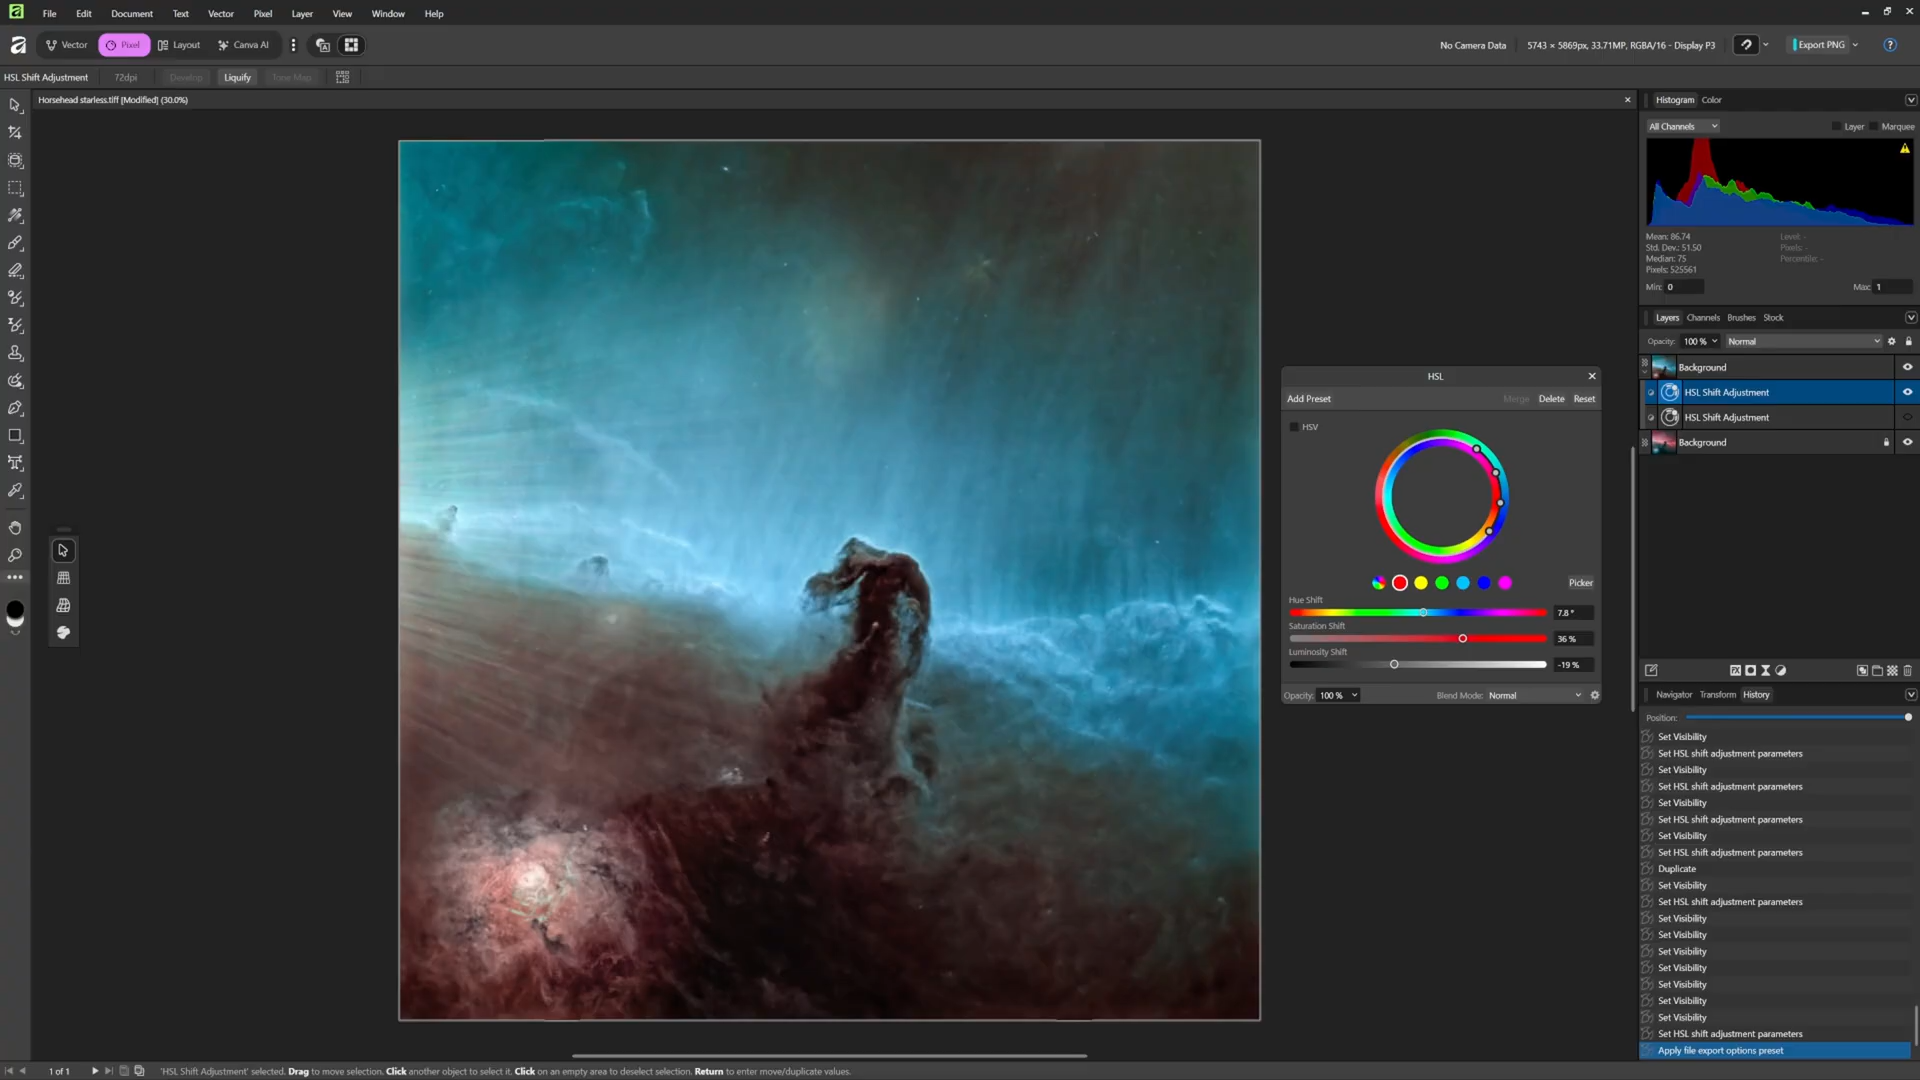 File Edit Document Text Vector Pixel Layer View Window Help
Vector Pixel Layout Canva AI
No Camera Data 5743 × 5869px, 33.71MP, RGBA/16 - Display P3 Export PNG
HSL Shift Adjustment 72dpi Develop Liquify Tone Map
Horsehead starless.tiff [Modified] (30.0%)
Histogram Color
All Channels Layer Marquee
Mean: 86.74 Level: -
Std. Dev.: 51.50 Pixels: -
Median: 75 Percentile: -
Pixels: 525561
Min: 0 Max: 1
Layers Channels Brushes Stock
Opacity: 100 % Normal
Background
HSL Shift Adjustment
HSL Shift Adjustment
Background
HSL
Add Preset Merge Delete Reset
HSV
Picker
Hue Shift
7.8 °
Saturation Shift
36 %
Luminosity Shift
-19 %
Opacity: 100 % Blend Mode: Normal
Navigator Transform History
Position:
Set Visibility
Set HSL shift adjustment parameters
Set Visibility
Set HSL shift adjustment parameters
Set Visibility
Set HSL shift adjustment parameters
Set Visibility
Set HSL shift adjustment parameters
Duplicate
Set Visibility
Set HSL shift adjustment parameters
Set Visibility
Set Visibility
Set Visibility
Set Visibility
Set Visibility
Set Visibility
Set Visibility
Set HSL shift adjustment parameters
Apply file export options preset
1 of 1 'HSL Shift Adjustment' selected. Drag to move selection. Click another object to select it. Click on an empty area to deselect selection. Return to enter move/duplicate values.